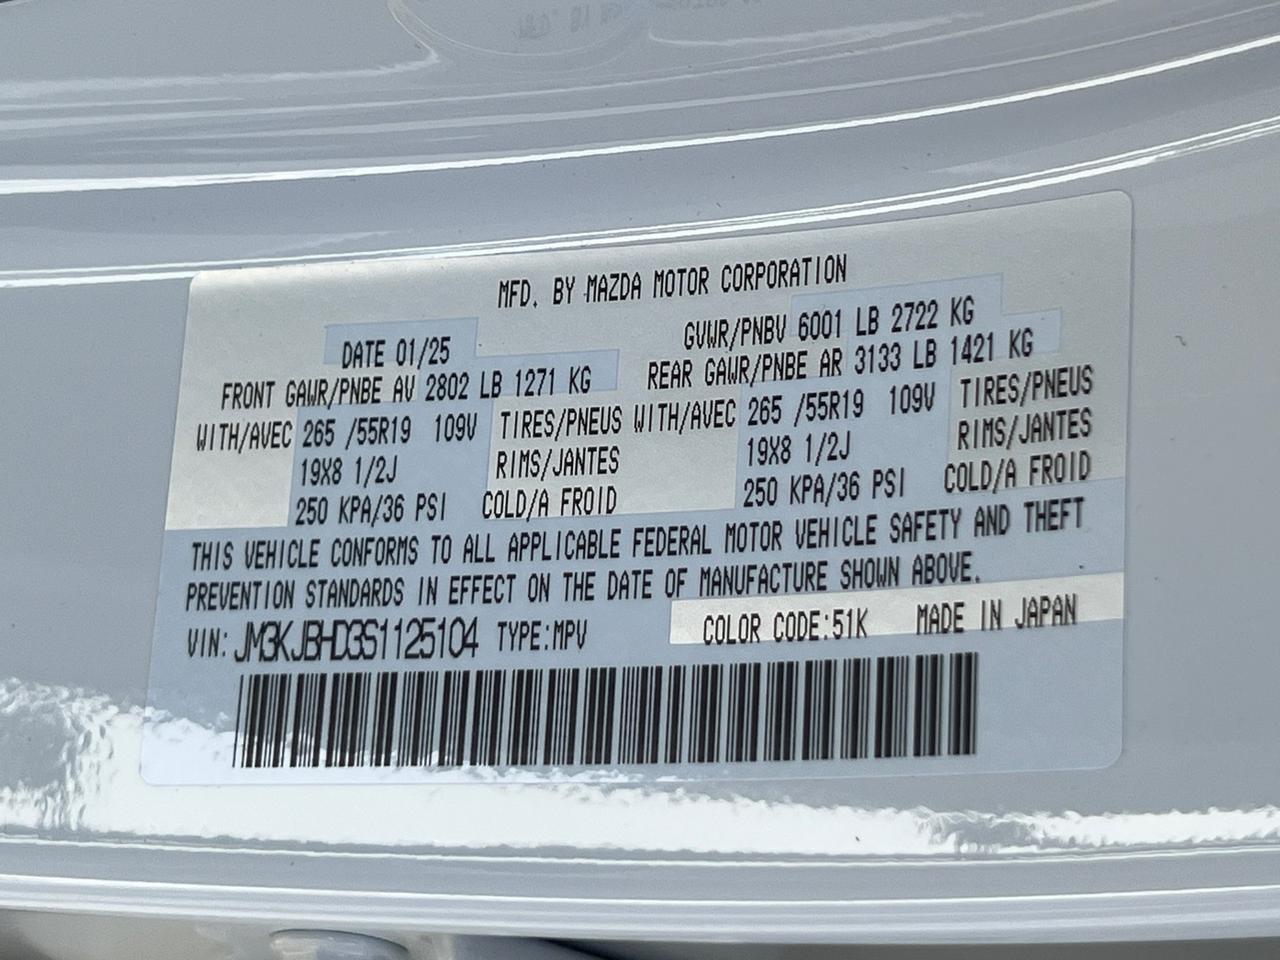 MFD. BY MAZDA MOTOR CORPORATION
DATE 01/25 GVWR/PNBV 6001 LB 2722 KG
FRONT GAWR/PNBE AV 2802 LB 1271 KG REAR GAWR/PNBE AR 3133 LB 1421 KG
WITH/AVEC 265 /55R19 109V TIRES/PNEUS WITH/AVEC 265 /55R19 109V TIRES/PNEUS
19X8 1/2J RIMS/JANTES 19X8 1/2J RIMS/JANTES
250 KPA/36 PSI COLD/A FROID 250 KPA/36 PSI COLD/A FROID
THIS VEHICLE CONFORMS TO ALL APPLICABLE FEDERAL MOTOR VEHICLE SAFETY AND THEFT
PREVENTION STANDARDS IN EFFECT ON THE DATE OF MANUFACTURE SHOWN ABOVE.
VIN: JM3KJBHD3S1125104 TYPE:MPV COLOR CODE:51K MADE IN JAPAN